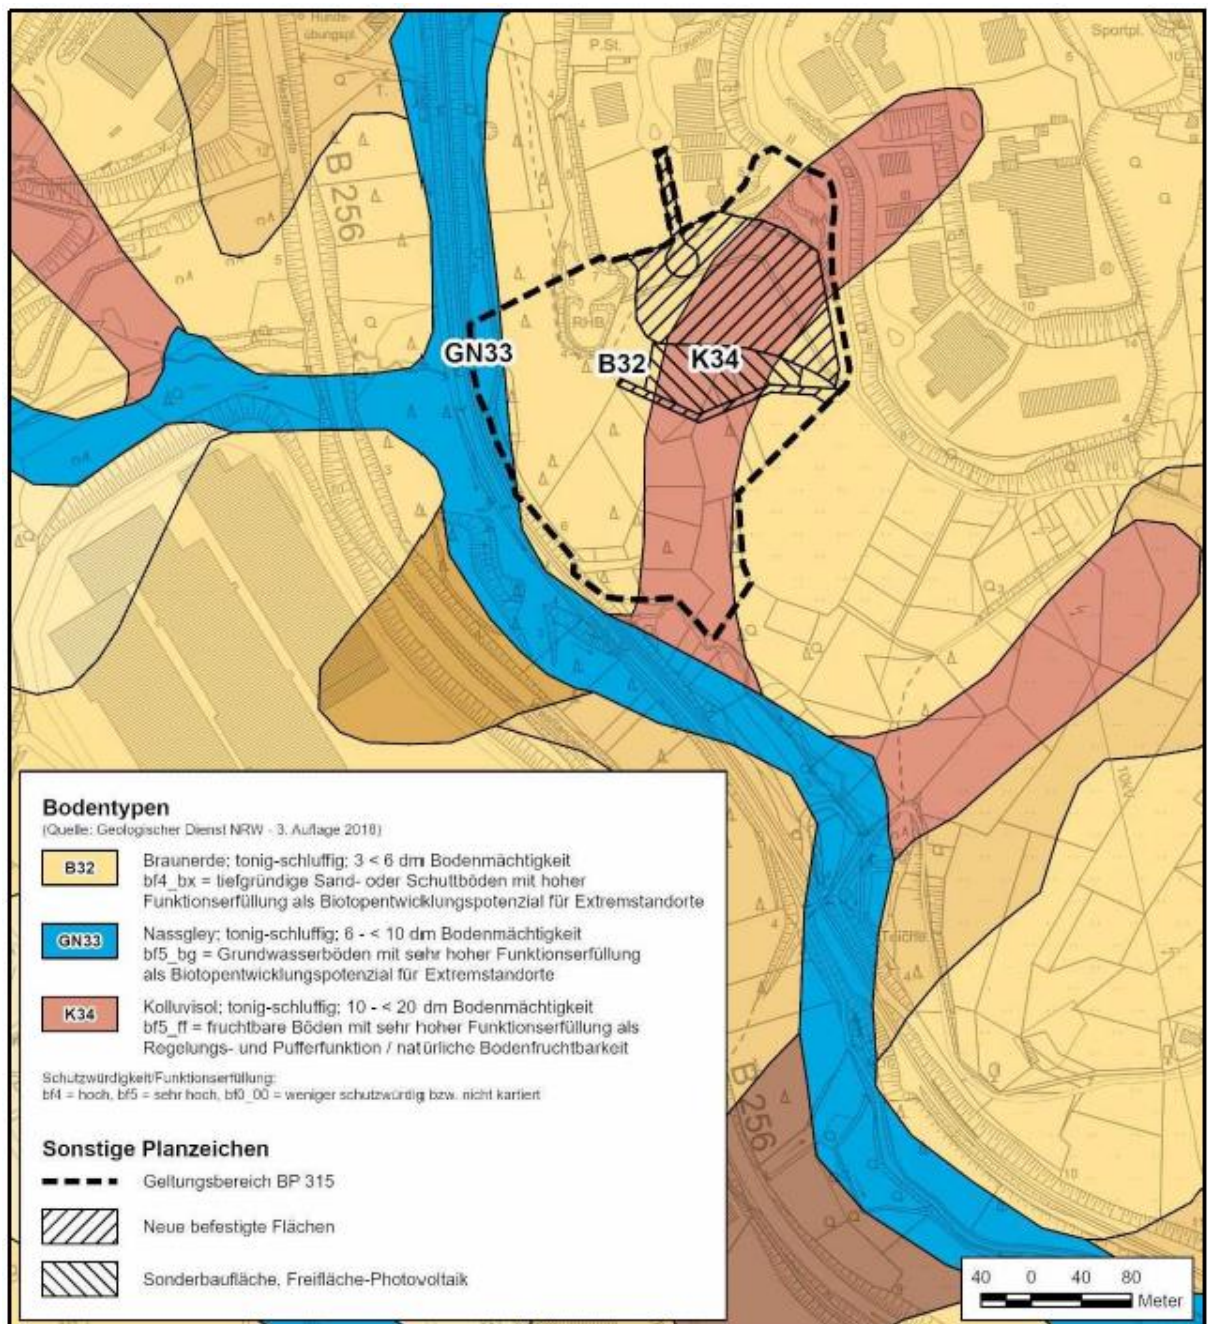 Hunde-
übungspl.
P.St.
Sportpl.
B 256
RHB
GN33
B32
K34
10kV
B 256
Bodentypen
(Quelle: Geologischer Dienst NRW - 3. Auflage 2018)
B32
Braunerde; tonig-schluffig; 3 < 6 dm Bodenmächtigkeit
bf4_bx = tiefgründige Sand- oder Schuttböden mit hoher
Funktionserfüllung als Biotopentwicklungspotenzial für Extremstandorte
GN33
Nassgley; tonig-schluffig; 6 - < 10 dm Bodenmächtigkeit
bf5_bg = Grundwasserböden mit sehr hoher Funktionserfüllung
als Biotopentwicklungspotenzial für Extremstandorte
K34
Kolluvisol; tonig-schluffig; 10 - < 20 dm Bodenmächtigkeit
bf5_ff = fruchtbare Böden mit sehr hoher Funktionserfüllung als
Regelungs- und Pufferfunktion / natürliche Bodenfruchtbarkeit
Schutzwürdigkeit/Funktionserfüllung:
bf4 = hoch, bf5 = sehr hoch, bf0_00 = weniger schutzwürdig bzw. nicht kartiert
Sonstige Planzeichen
Geltungsbereich BP 315
Neue befestigte Flächen
Sonderbaufläche, Freifläche-Photovoltaik
40 0 40 80
Meter